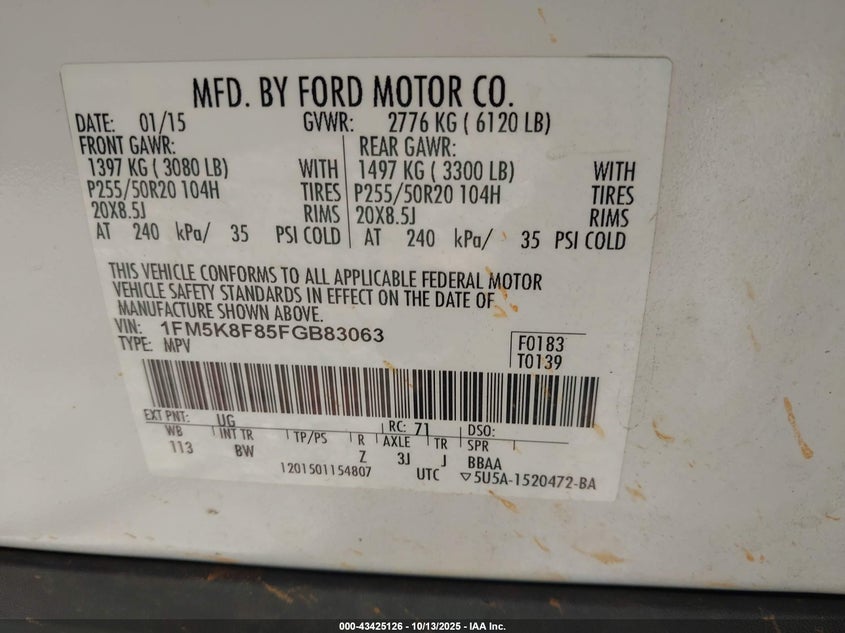 MFD. BY FORD MOTOR CO.
DATE: 01/15 GVWR: 2776 KG ( 6120 LB)
FRONT GAWR: REAR GAWR:
1397 KG ( 3080 LB) WITH 1497 KG ( 3300 LB) WITH
P255/50R20 104H TIRES P255/50R20 104H TIRES
20X8.5J RIMS 20X8.5J RIMS
AT 240 kPa/ 35 PSI COLD AT 240 kPa/ 35 PSI COLD
THIS VEHICLE CONFORMS TO ALL APPLICABLE FEDERAL MOTOR
VEHICLE SAFETY STANDARDS IN EFFECT ON THE DATE OF
MANUFACTURE SHOWN ABOVE.
VIN: 1FM5K8F85FGB83063
TYPE: MPV
F0183
T0139
EXT PNT: UG RC: 71 DSO:
WB INT TR TP/PS R AXLE TR SPR
113 BW Z 3J J BBAA
1201501154807 UTC ▽5U5A-1520472-BA
000-43425126 - 10/13/2025 - IAA Inc.